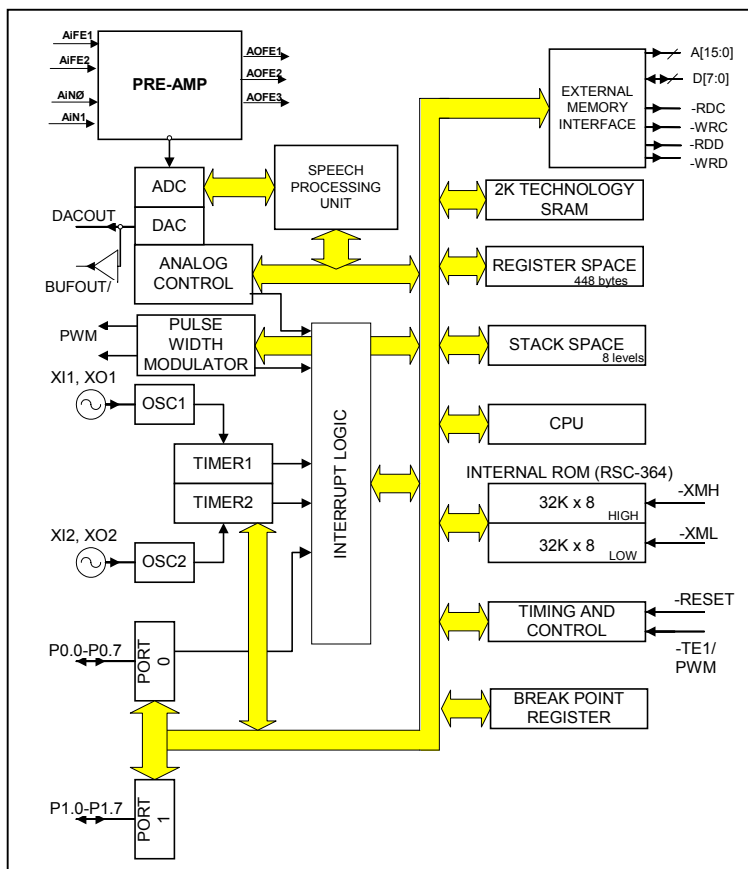 AiFE1
AiFE2
AiNØ
AiN1
PRE-AMP
AOFE1
AOFE2
AOFE3
ADC
DAC
ANALOG
CONTROL
DACOUT
BUFOUT/
SPEECH
PROCESSING
UNIT
PWM
PULSE
WIDTH
MODULATOR
XI1, XO1
OSC1
TIMER1
TIMER2
XI2, XO2
OSC2
INTERRUPT LOGIC
P0.0-P0.7
PORT
0
P1.0-P1.7
PORT
1
EXTERNAL
MEMORY
INTERFACE
A[15:0]
D[7:0]
-RDC
-WRC
-RDD
-WRD
2K TECHNOLOGY
SRAM
REGISTER SPACE
448 bytes
STACK SPACE
8 levels
CPU
INTERNAL ROM (RSC-364)
32K x 8
HIGH
32K x 8
LOW
-XMH
-XML
TIMING AND
CONTROL
-RESET
-TE1/
PWM
BREAK POINT
REGISTER